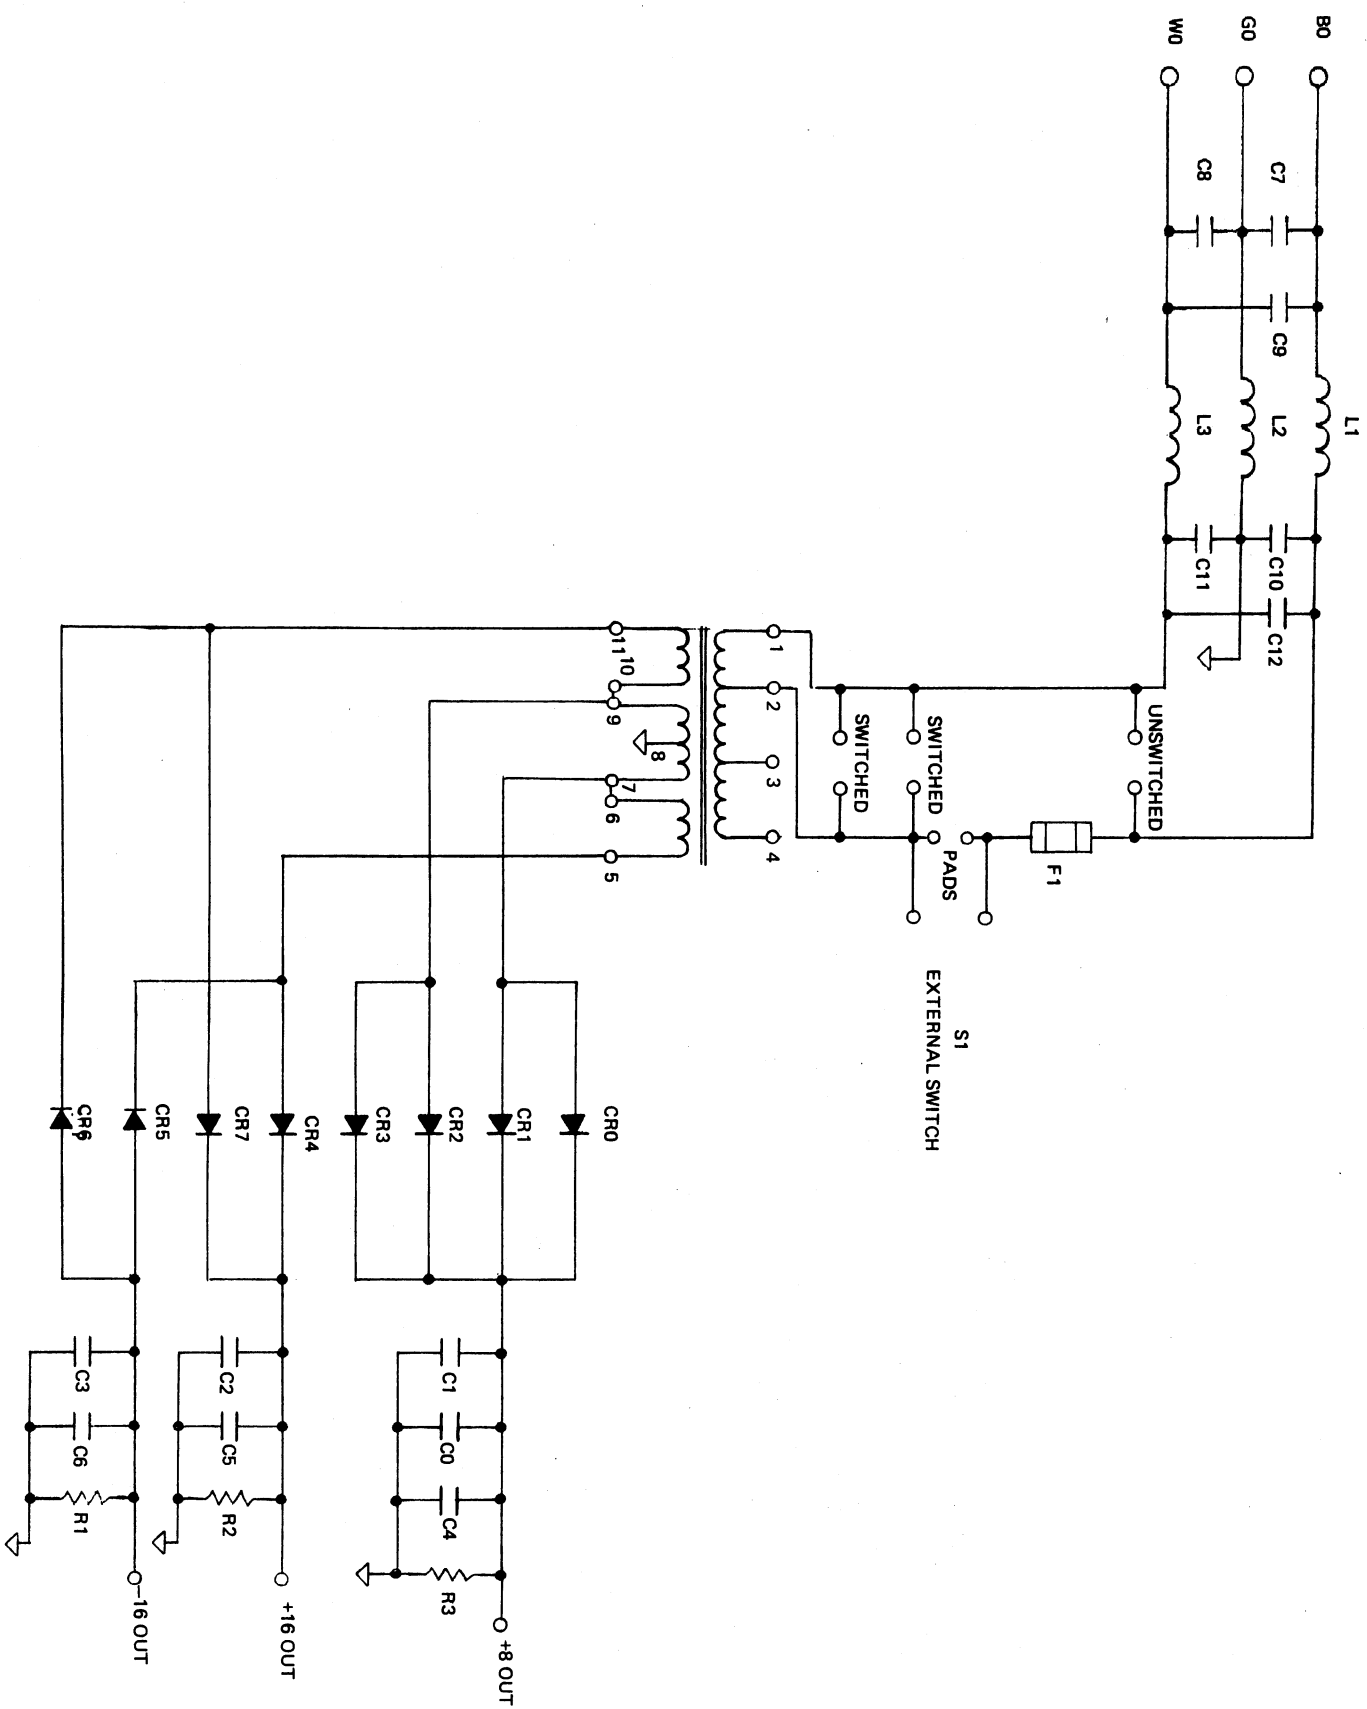 B0
G0
W0
C7
C8
C9
L1
L2
L3
C10
C11
C12
UNSWITCHED
SWITCHED
SWITCHED
F1
PADS
S1
EXTERNAL SWITCH
1
2
3
4
11
10
9
8
7
6
5
CR0
CR1
CR2
CR3
CR4
CR7
CR5
CR6
C1
C0
C4
R3
+8 OUT
C2
C5
R2
+16 OUT
C3
C6
R1
-16 OUT